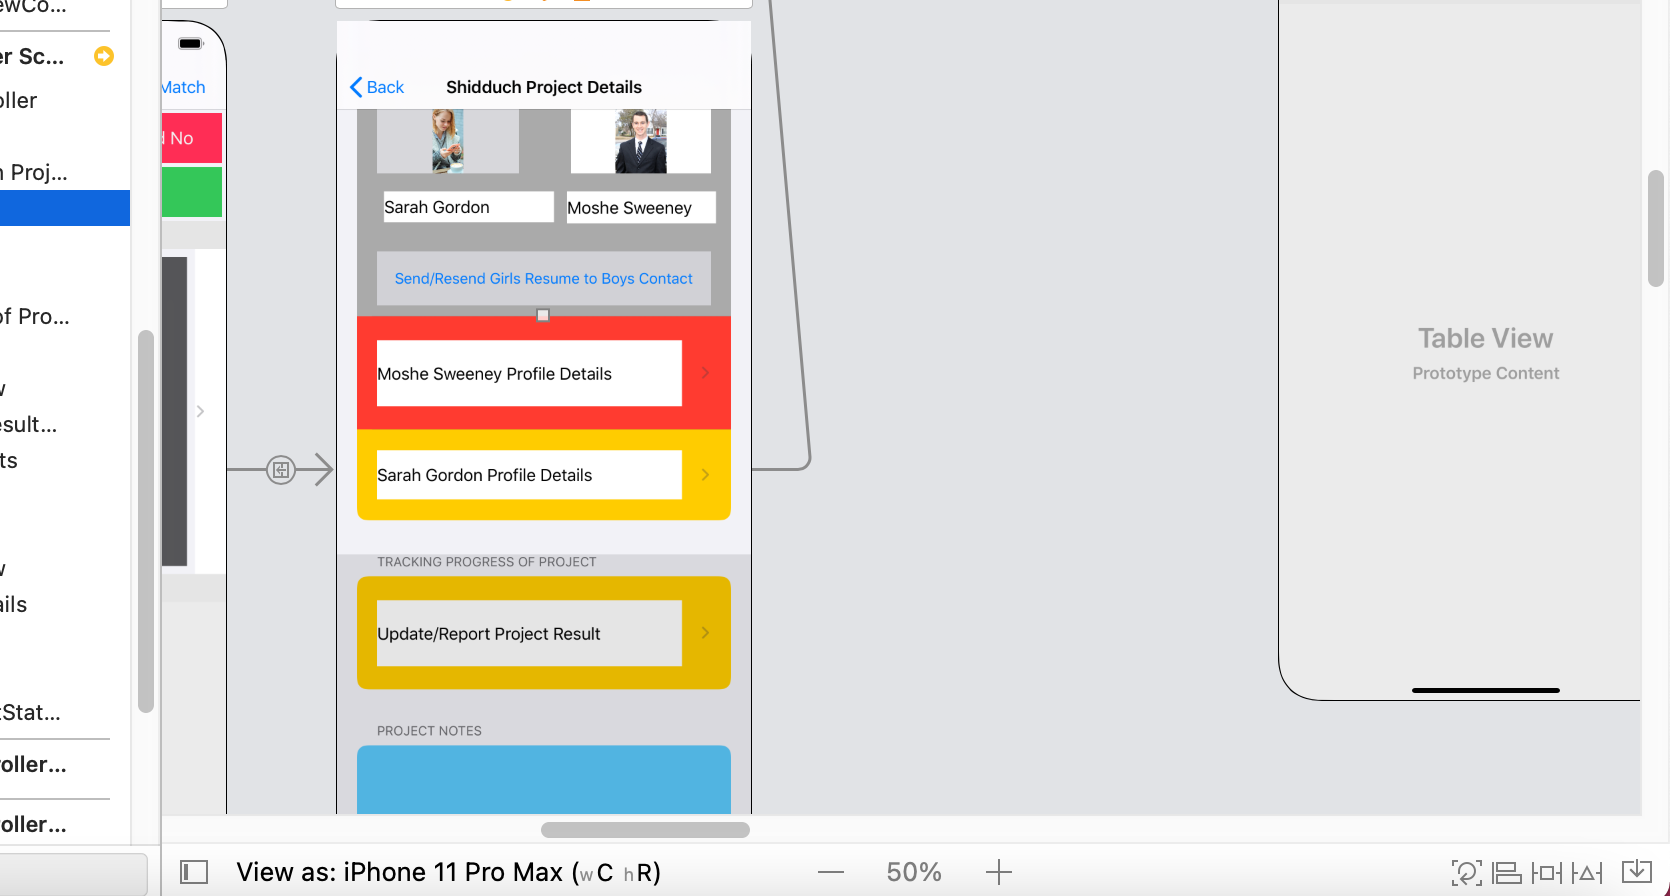 er Sc...
oller
n Proj...
of Pro...
sult...
ts
ails
Stat...
oller...
oller...
Match
No
Back
Shidduch Project Details
Sarah Gordon
Moshe Sweeney
Send/Resend Girls Resume to Boys Contact
Moshe Sweeney Profile Details
Sarah Gordon Profile Details
TRACKING PROGRESS OF PROJECT
Update/Report Project Result
PROJECT NOTES
Table View
Prototype Content
View as: iPhone 11 Pro Max (wC hR)
50%